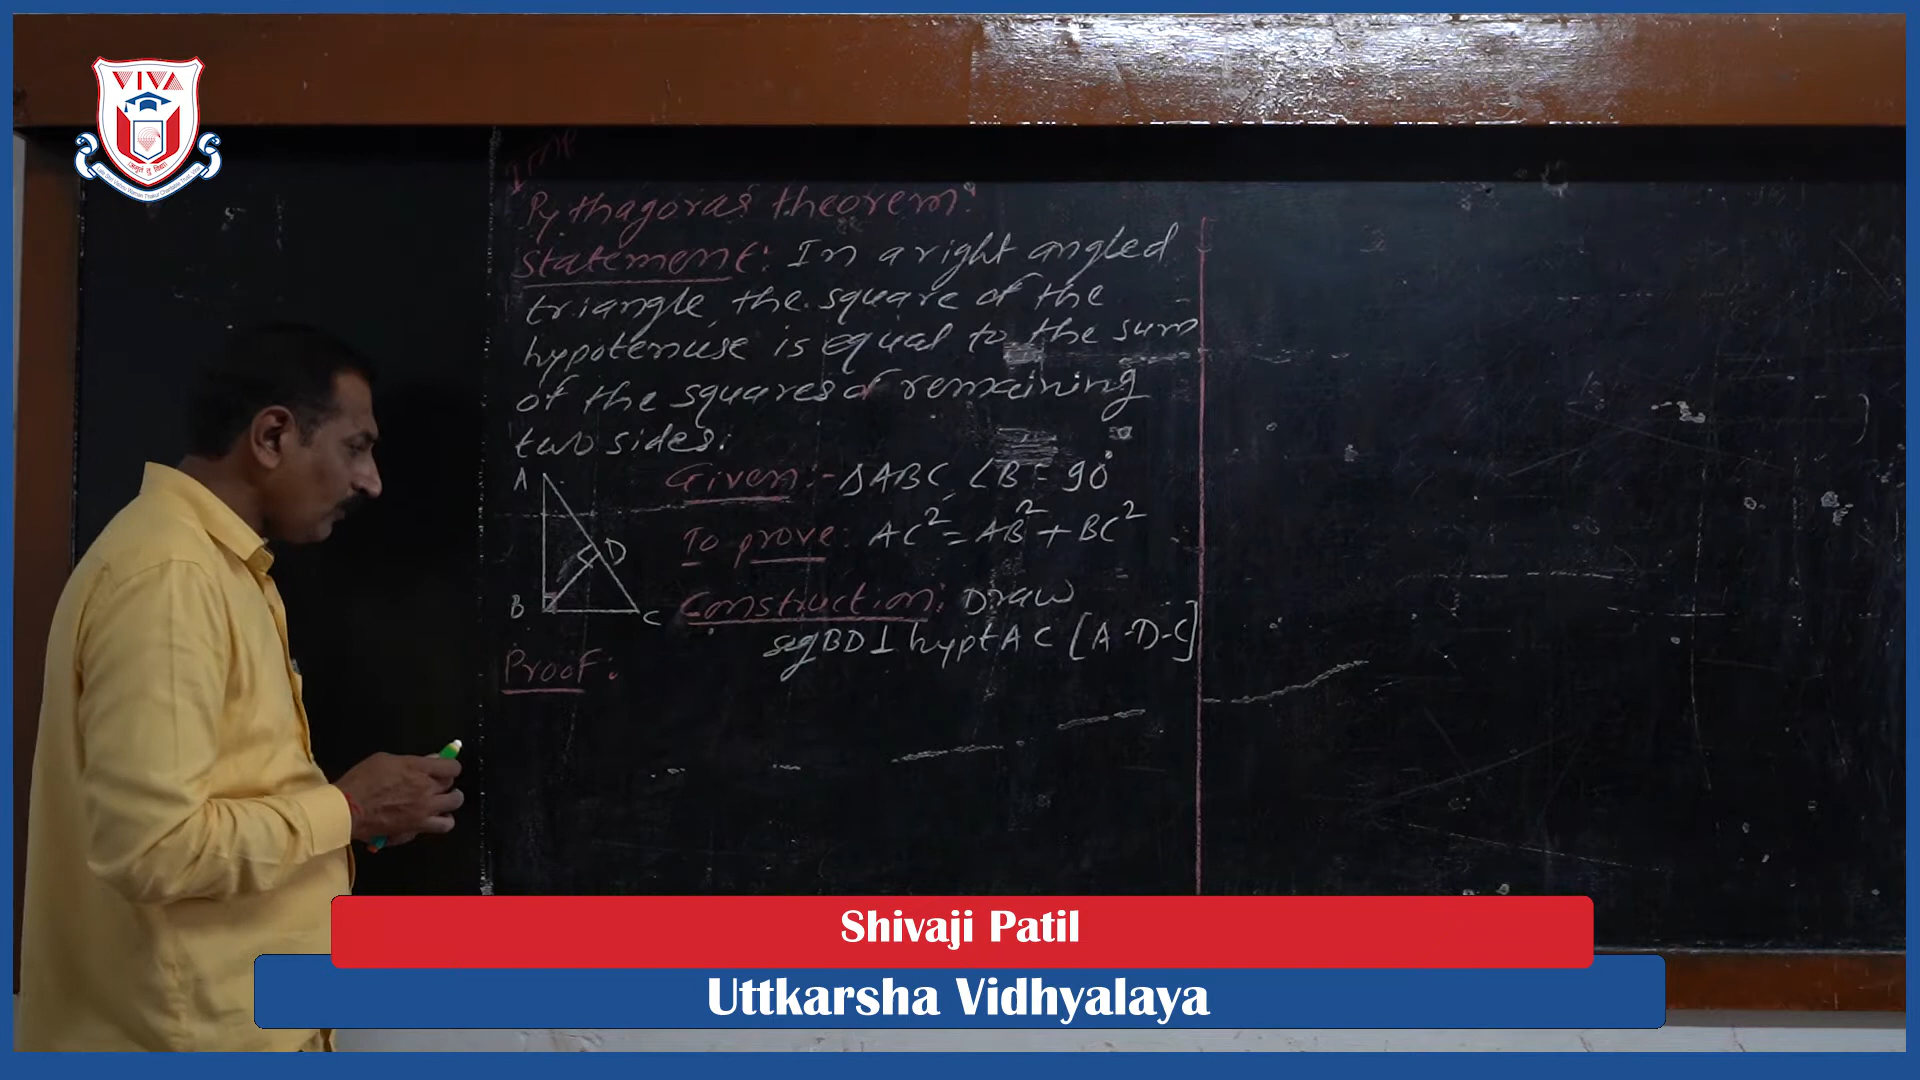 VIVA
Imp
Pythagoras theorem:
Statement: In a right angled
triangle, the square of the
hypotenuse is equal to the sum
of the squares of remaining
two sides.
A
Given:- ΔABC, ∠B = 90°
To prove: AC² = AB² + BC²
D
Construction: Draw
B
C
seg BD ⊥ hypt AC [A-D-C]
Proof:
Shivaji Patil
Uttkarsha Vidhyalaya